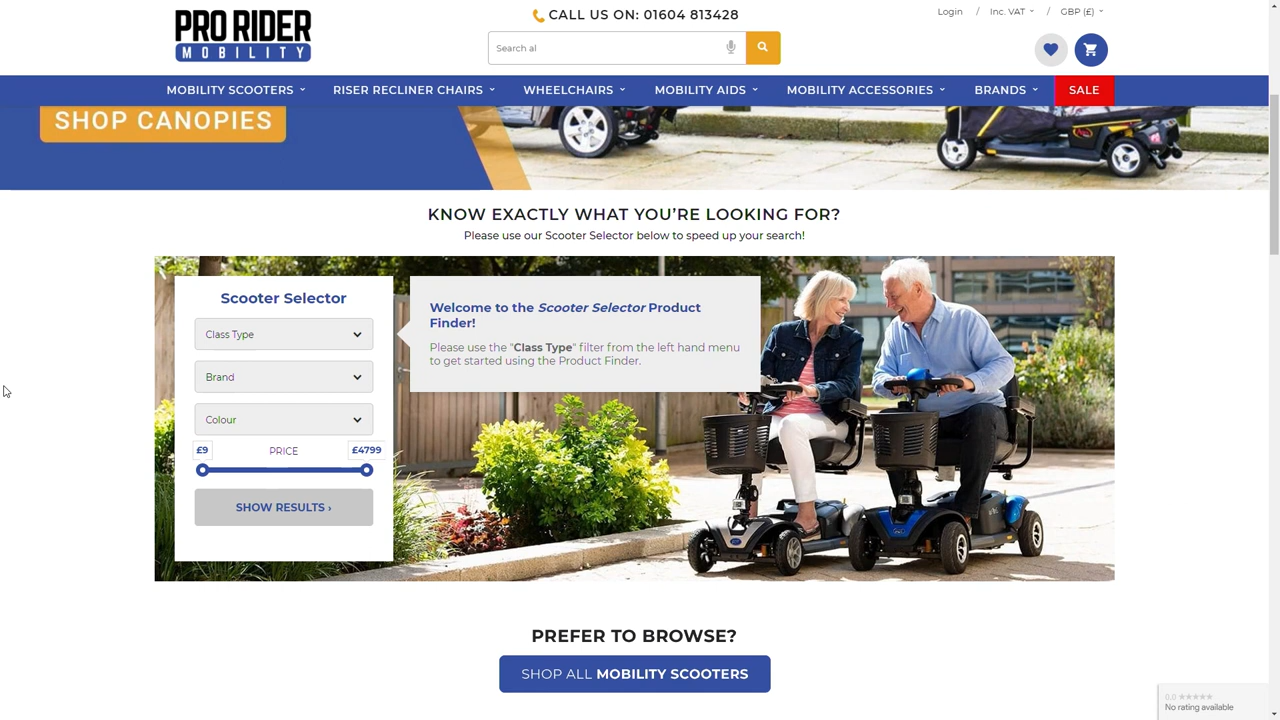 PRO RIDER
MOBILITY
CALL US ON: 01604 813428
Login / Inc. VAT / GBP (£)
Search al
MOBILITY SCOOTERS RISER RECLINER CHAIRS WHEELCHAIRS MOBILITY AIDS MOBILITY ACCESSORIES BRANDS SALE
SHOP CANOPIES
KNOW EXACTLY WHAT YOU'RE LOOKING FOR?
Please use our Scooter Selector below to speed up your search!
Scooter Selector
Class Type
Brand
Colour
£9 PRICE £4799
SHOW RESULTS ›
Welcome to the Scooter Selector Product
Finder!
Please use the "Class Type" filter from the left hand menu
to get started using the Product Finder.
PREFER TO BROWSE?
SHOP ALL MOBILITY SCOOTERS
0.0 ★★★★★
No rating available